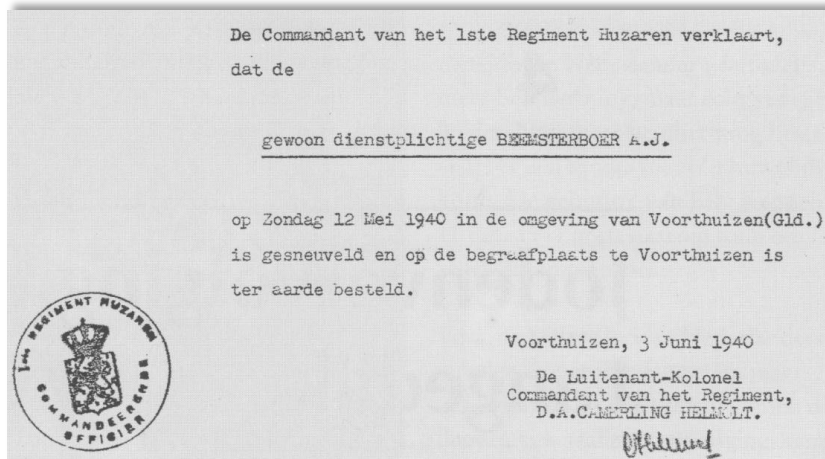 De Commandant van het 1ste Regiment Huzaren verklaart,
dat de
gewoon dienstplichtige BEEMSTERBOER A.J.
op Zondag 12 Mei 1940 in de omgeving van Voorthuizen(Gld.)
is gesneuveld en op de begraafplaats te Voorthuizen is
ter aarde besteld.
Voorthuizen, 3 Juni 1940
De Luitenant-Kolonel
Commandant van het Regiment,
D.A.CAMERLING HELMOLT.
REGIMENT HUZAREN
COMMANDEERENDE
OFFICIER